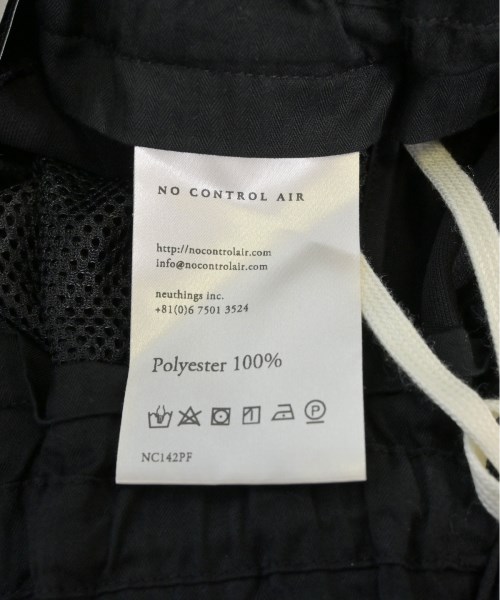 NO CONTROL AIR
http://nocontrolair.com
info@nocontrolair.com
neuthings inc.
+81(0)6 7501 3524
Polyester 100%
P
NC142PF